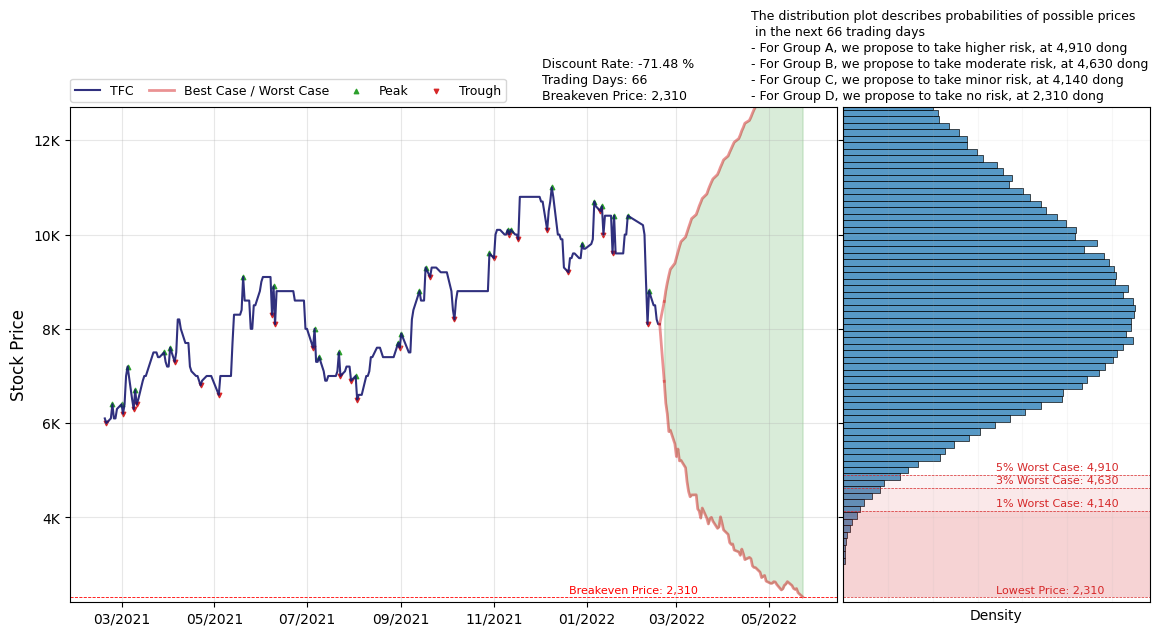 The distribution plot describes probabilities of possible prices
in the next 66 trading days
- For Group A, we propose to take higher risk, at 4,910 dong
- For Group B, we propose to take moderate risk, at 4,630 dong
- For Group C, we propose to take minor risk, at 4,140 dong
- For Group D, we propose to take no risk, at 2,310 dong
Discount Rate: -71.48 %
Trading Days: 66
Breakeven Price: 2,310
TFC Best Case / Worst Case Peak Trough
Stock Price
12K
10K
8K
6K
4K
5% Worst Case: 4,910
3% Worst Case: 4,630
1% Worst Case: 4,140
Breakeven Price: 2,310
Lowest Price: 2,310
03/2021 05/2021 07/2021 09/2021 11/2021 01/2022 03/2022 05/2022
Density